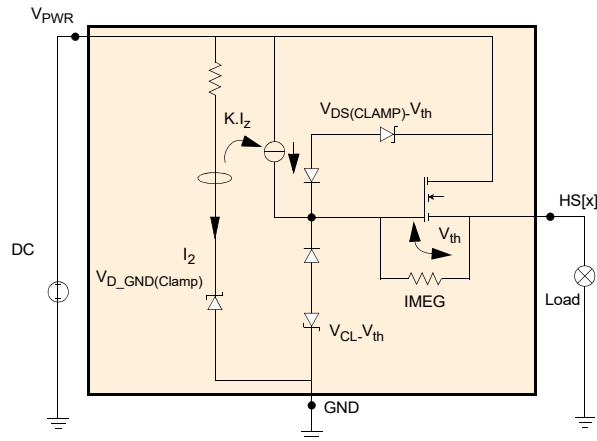 VPWR
VDS(CLAMP)-Vth
K.Iz
HS[x]
Vth
DC
I2
VD_GND(Clamp)
IMEG
Load
VCL-Vth
GND